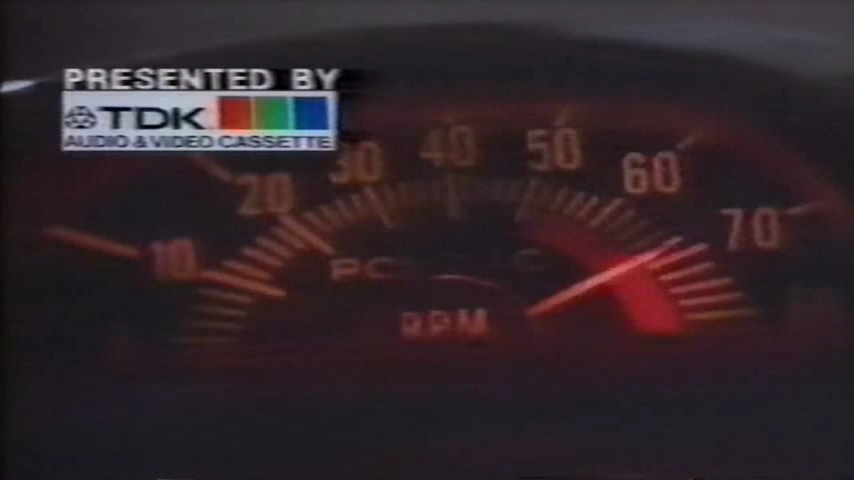 PRESENTED BY
TDK
AUDIO & VIDEO CASSETTE
10 20 30 40 50 60 70
RPM